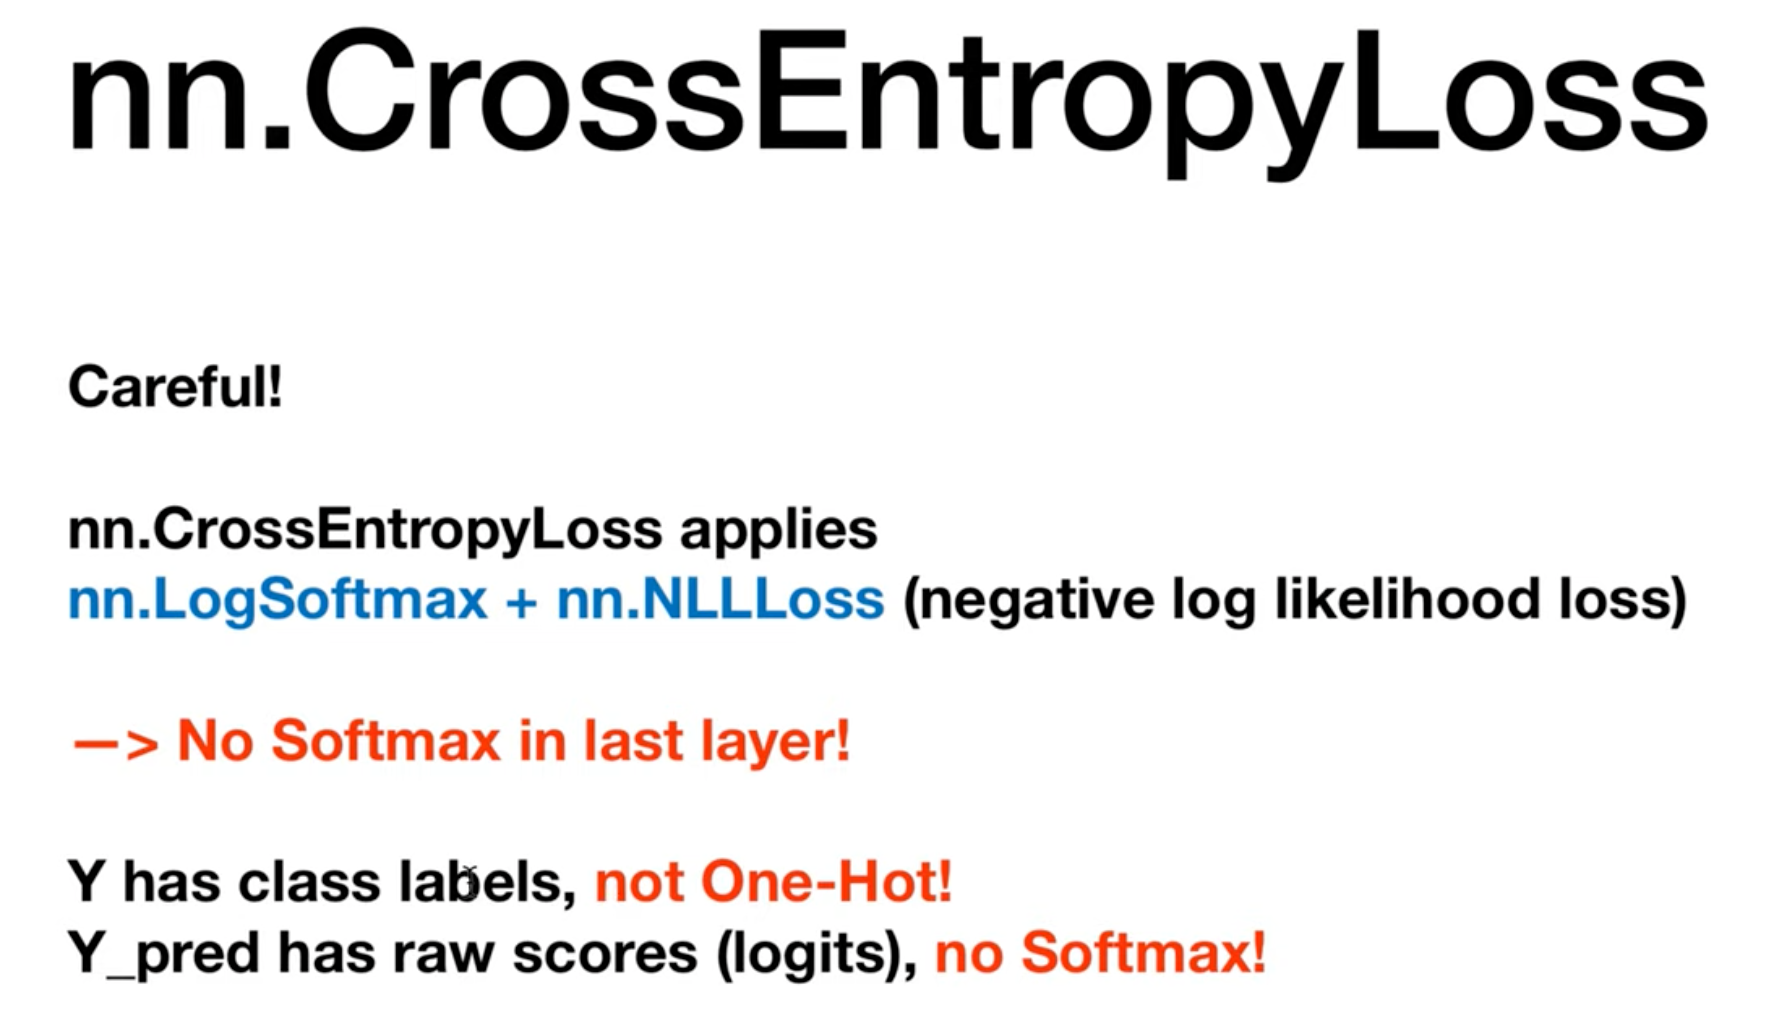 nn.CrossEntropyLoss
Careful!
nn.CrossEntropyLoss applies
nn.LogSoftmax + nn.NLLLoss (negative log likelihood loss)
—> No Softmax in last layer!
Y has class labels, not One-Hot!
Y_pred has raw scores (logits), no Softmax!